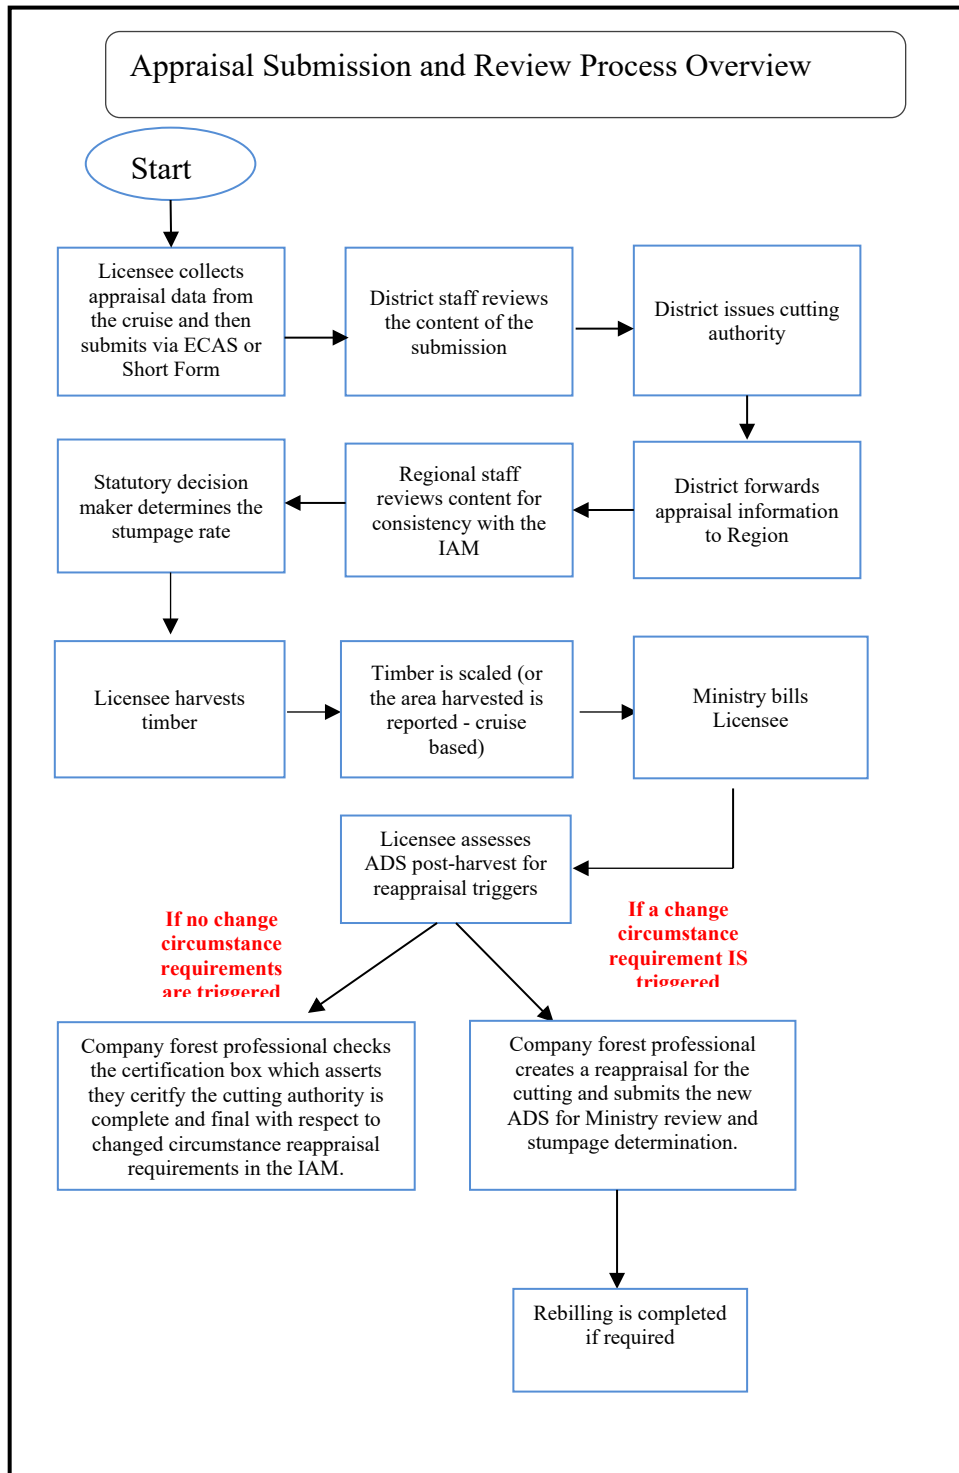 Appraisal Submission and Review Process Overview
Start
Licensee collects
appraisal data from
the cruise and then
submits via ECAS or
Short Form
District staff reviews
the content of the
submission
District issues cutting
authority
Statutory decision
maker determines the
stumpage rate
Regional staff
reviews content for
consistency with the
IAM
District forwards
appraisal information
to Region
Licensee harvests
timber
Timber is scaled (or
the area harvested is
reported - cruise
based)
Ministry bills
Licensee
Licensee assesses
ADS post-harvest for
reappraisal triggers
If no change
circumstance
requirements
are triggered
If a change
circumstance
requirement IS
triggered
Company forest professional checks
the certification box which asserts
they ceritfy the cutting authority is
complete and final with respect to
changed circumstance reappraisal
requirements in the IAM.
Company forest professional
creates a reappraisal for the
cutting and submits the new
ADS for Ministry review and
stumpage determination.
Rebilling is completed
if required